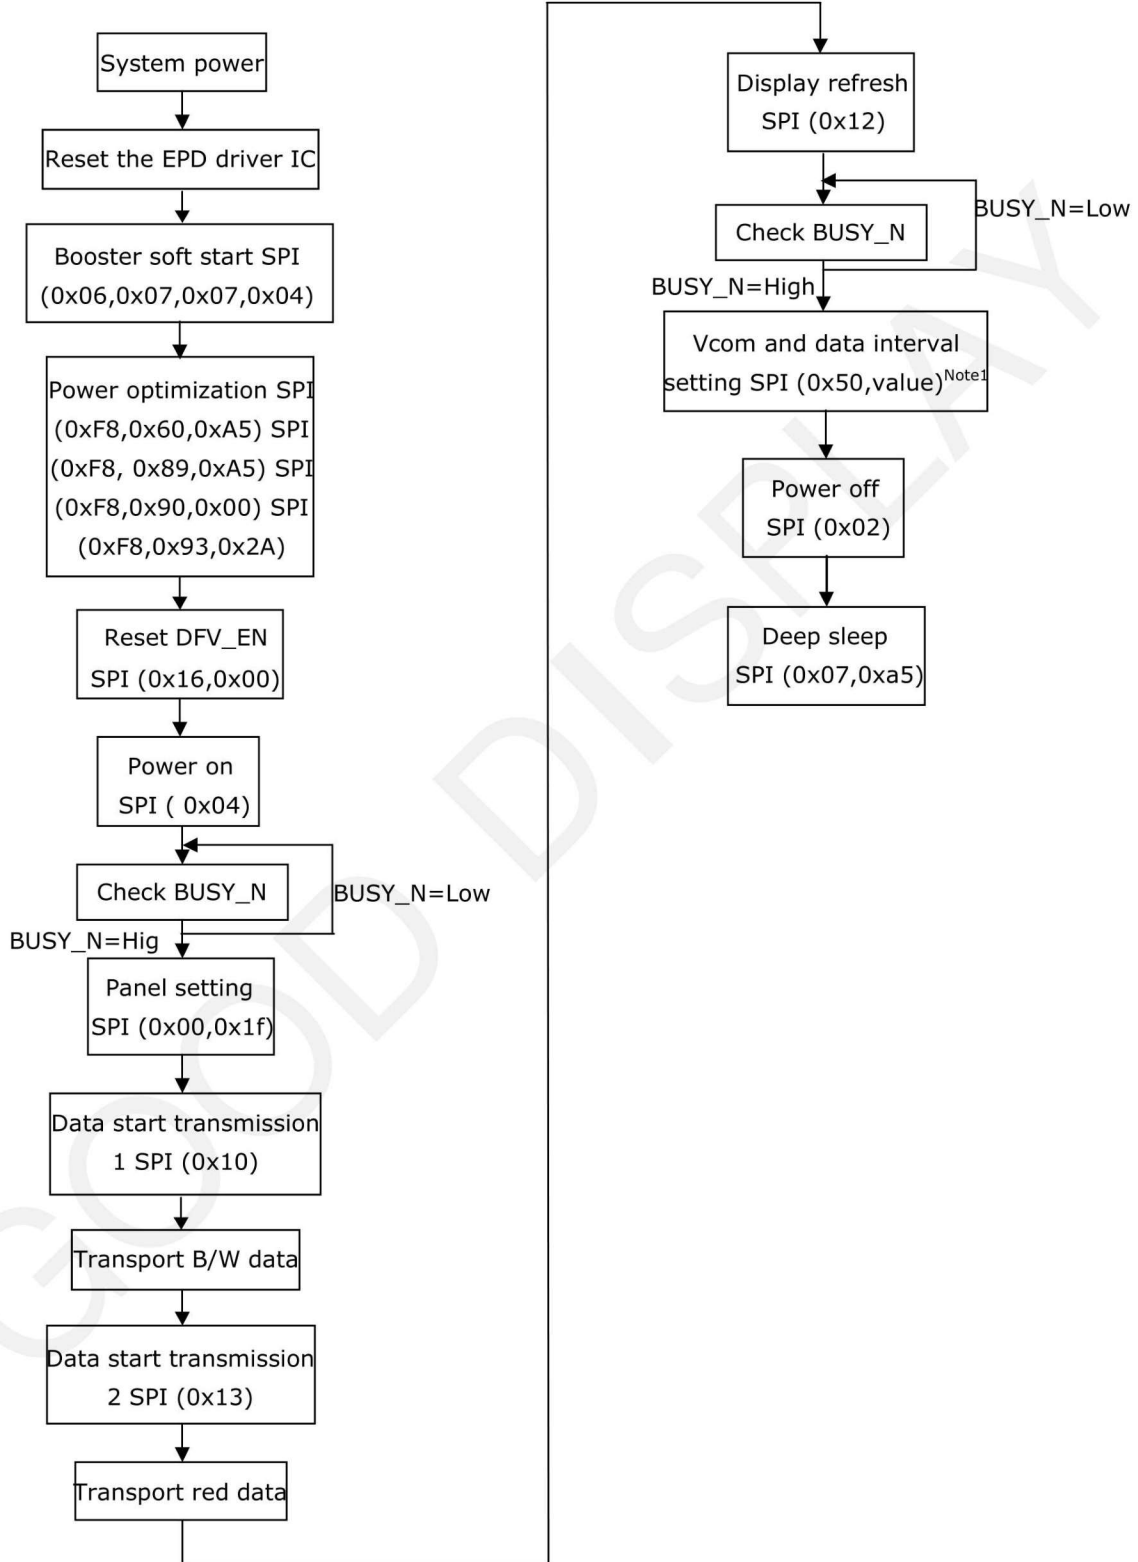 System power
Reset the EPD driver IC
Booster soft start SPI
(0x06,0x07,0x07,0x04)
Power optimization SPI
(0xF8,0x60,0xA5) SPI
(0xF8, 0x89,0xA5) SPI
(0xF8,0x90,0x00) SPI
(0xF8,0x93,0x2A)
Reset DFV_EN
SPI (0x16,0x00)
Power on
SPI ( 0x04)
Check BUSY_N
BUSY_N=Low
BUSY_N=Hig
Panel setting
SPI (0x00,0x1f)
Data start transmission
1 SPI (0x10)
Transport B/W data
Data start transmission
2 SPI (0x13)
Transport red data
Display refresh
SPI (0x12)
Check BUSY_N
BUSY_N=Low
BUSY_N=High
Vcom and data interval
setting SPI (0x50,value)Note1
Power off
SPI (0x02)
Deep sleep
SPI (0x07,0xa5)
GOOD DISPLAY